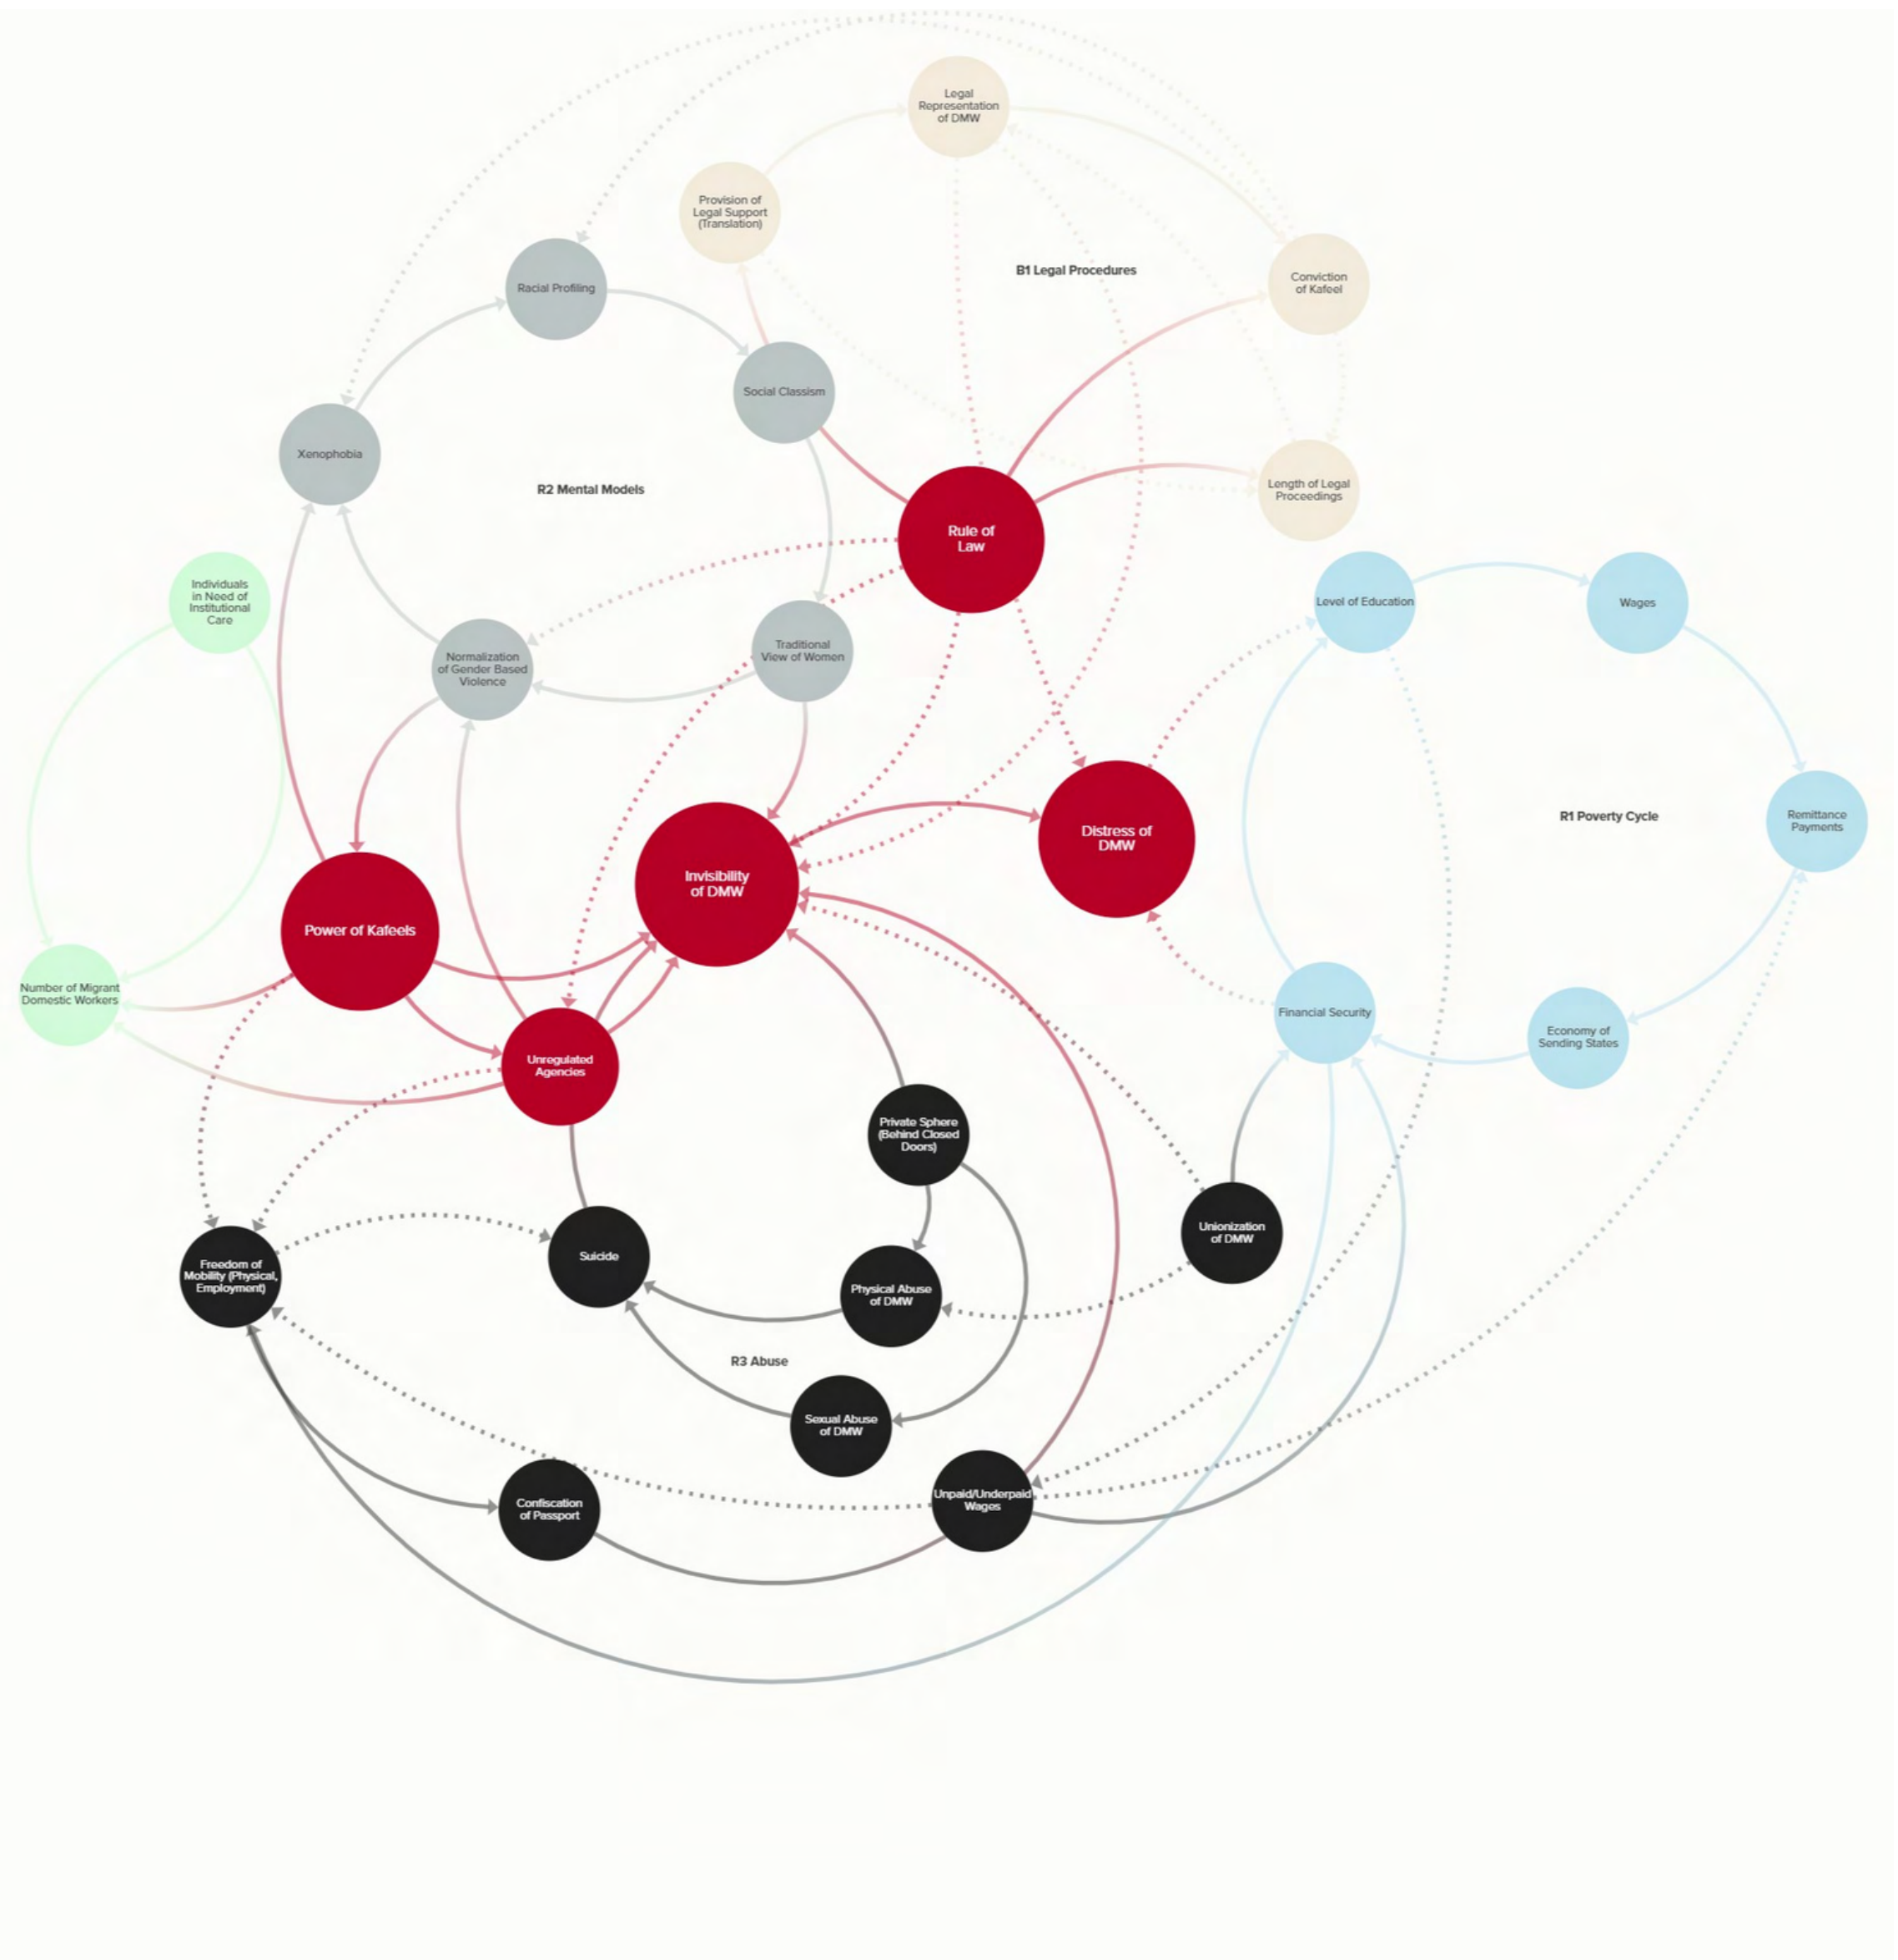 Legal
Representation
of DMW
Provision of
Legal Support
(Translation)
B1 Legal Procedures
Conviction
of Kafeel
Racial Profiling
Social Classism
Xenophobia
R2 Mental Models
Length of Legal
Proceedings
Rule of
Law
Individuals
in Need of
Institutional
Care
Level of Education
Wages
Normalization
of Gender Based
Violence
Traditional
View of Women
R1 Poverty Cycle
Remittance
Payments
Distress of
DMW
Invisibility
of DMW
Power of Kafeels
Number of Migrant
Domestic Workers
Financial Security
Economy of
Sending States
Unregulated
Agencies
Private Sphere
(Behind Closed
Doors)
Unionization
of DMW
Freedom of
Mobility (Physical,
Employment)
Suicide
Physical Abuse
of DMW
R3 Abuse
Sexual Abuse
of DMW
Unpaid/Underpaid
Wages
Confiscation
of Passport